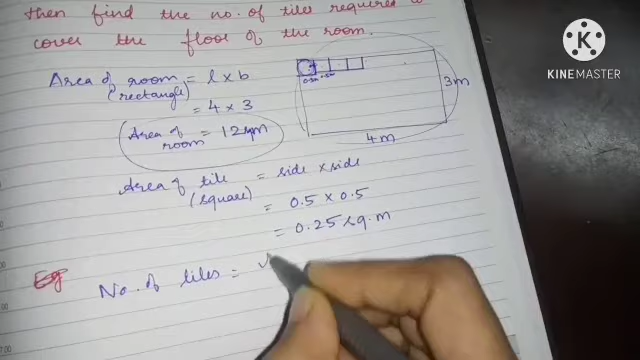 then find the no. of tiles required to
cover the floor of the room.
Area of room = l x b
(rectangle)
= 4 x 3
Area of room = 12 sqm
3m
4m
Area of tile = side x side
(square)
= 0.5 x 0.5
= 0.25 sq.m
Eg
No. of tiles =
K
KINEMASTER